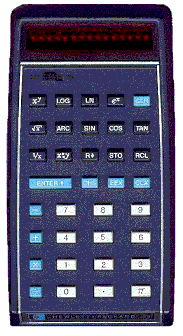 x^y LOG LN e^x CLR
√x ARC SIN COS TAN
1/x x⇄y R↓ STO RCL
ENTER↑ CHS EEX CLX
− 7 8 9
+ 4 5 6
× 1 2 3
÷ 0 · π
HEWLETT·PACKARD